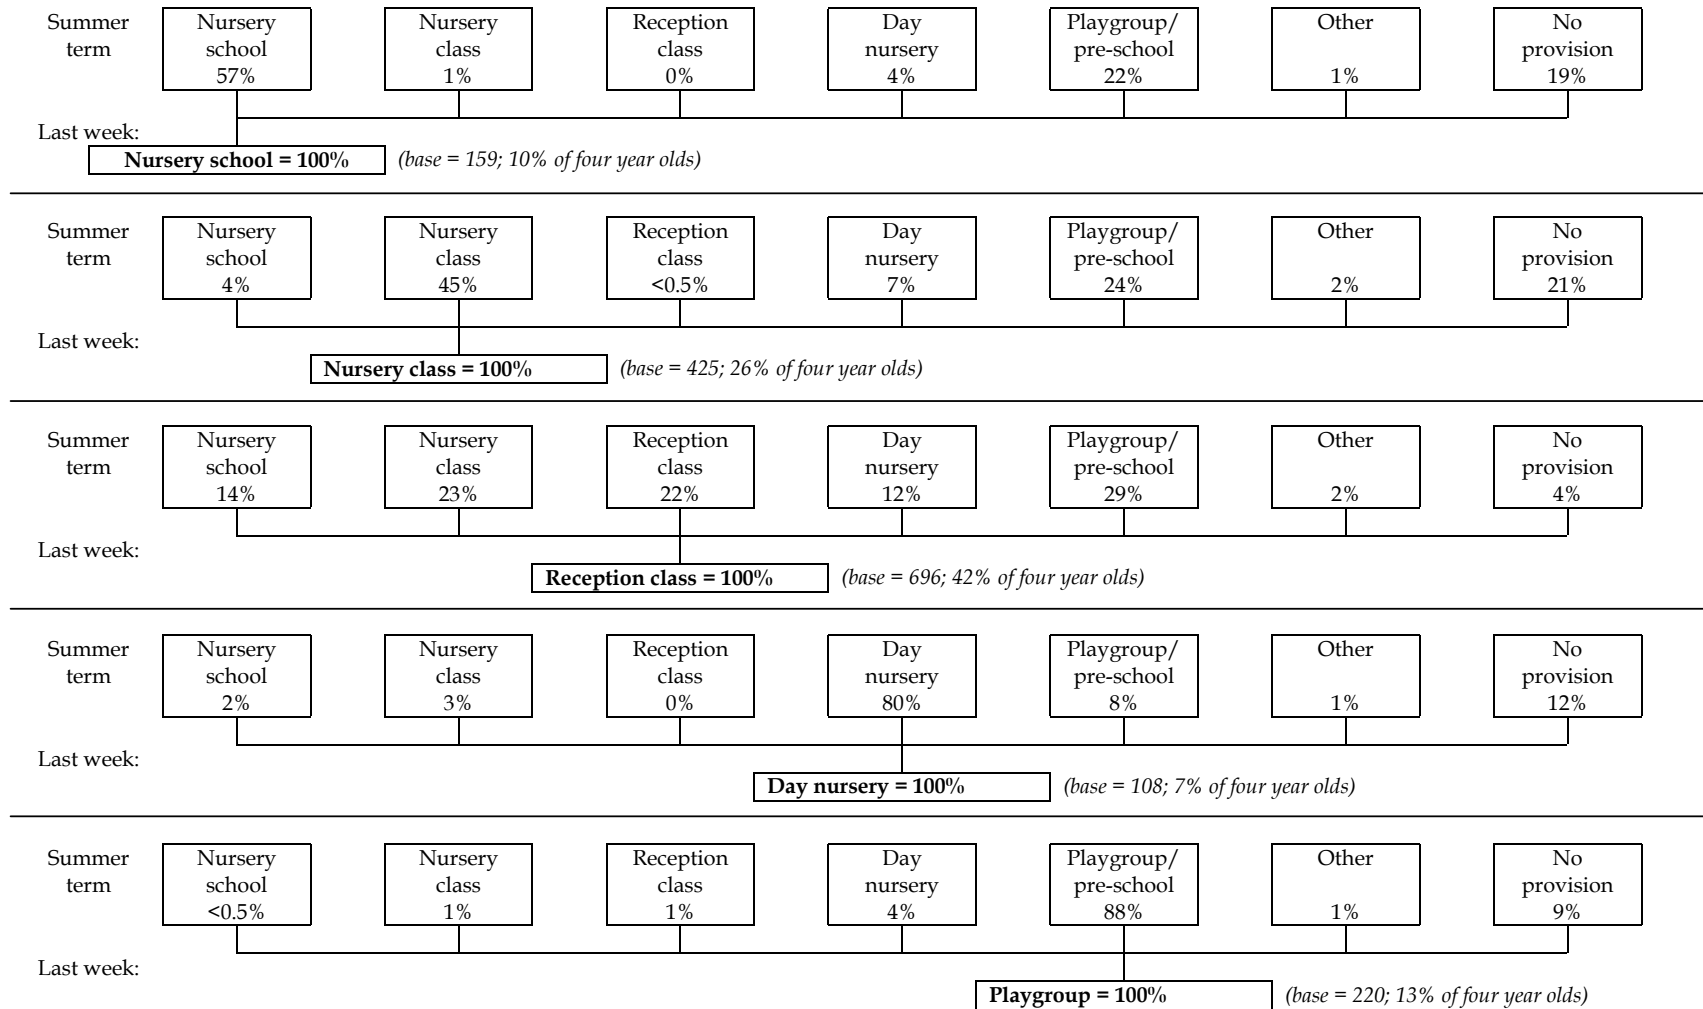 Summer Nursery Nursery Reception Day Playgroup/ Other No
term school class class nursery pre-school provision
57% 1% 0% 4% 22% 1% 19%
Last week:
Nursery school = 100% (base = 159; 10% of four year olds)
Summer Nursery Nursery Reception Day Playgroup/ Other No
term school class class nursery pre-school provision
4% 45% <0.5% 7% 24% 2% 21%
Last week:
Nursery class = 100% (base = 425; 26% of four year olds)
Summer Nursery Nursery Reception Day Playgroup/ Other No
term school class class nursery pre-school provision
14% 23% 22% 12% 29% 2% 4%
Last week:
Reception class = 100% (base = 696; 42% of four year olds)
Summer Nursery Nursery Reception Day Playgroup/ Other No
term school class class nursery pre-school provision
2% 3% 0% 80% 8% 1% 12%
Last week:
Day nursery = 100% (base = 108; 7% of four year olds)
Summer Nursery Nursery Reception Day Playgroup/ Other No
term school class class nursery pre-school provision
<0.5% 1% 1% 4% 88% 1% 9%
Last week:
Playgroup = 100% (base = 220; 13% of four year olds)